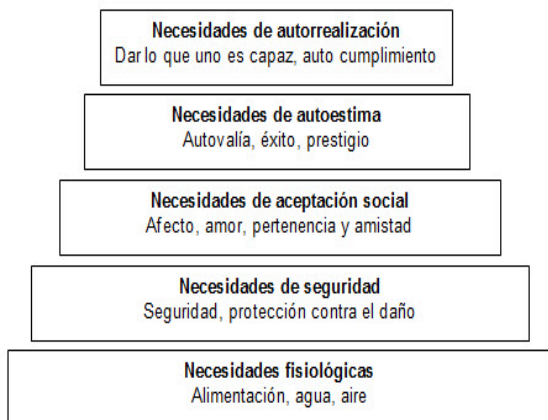 Necesidades de autorrealización
Dar lo que uno es capaz, auto cumplimiento
Necesidades de autoestima
Autovalía, éxito, prestigio
Necesidades de aceptación social
Afecto, amor, pertenencia y amistad
Necesidades de seguridad
Seguridad, protección contra el daño
Necesidades fisiológicas
Alimentación, agua, aire